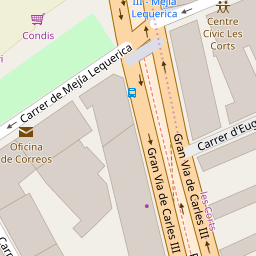 III - Mejía
Lequerica
Condis
Centre
Cívic Les
Corts
Carrer de Mejía Lequerica
Oficina
de Correos
Carrer d'Eug
Gran Via de Carles III
Gran Via de Carles III
les Corts
Carrer